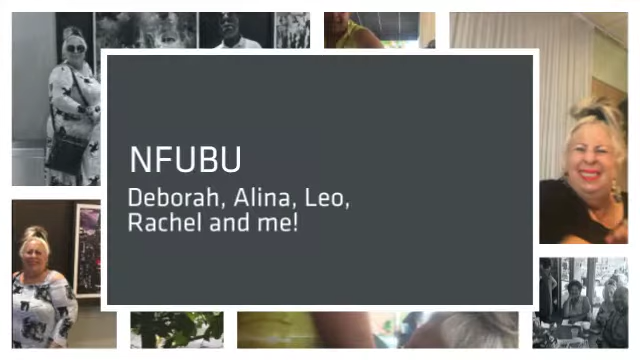 NFUBU
Deborah, Alina, Leo,
Rachel and me!